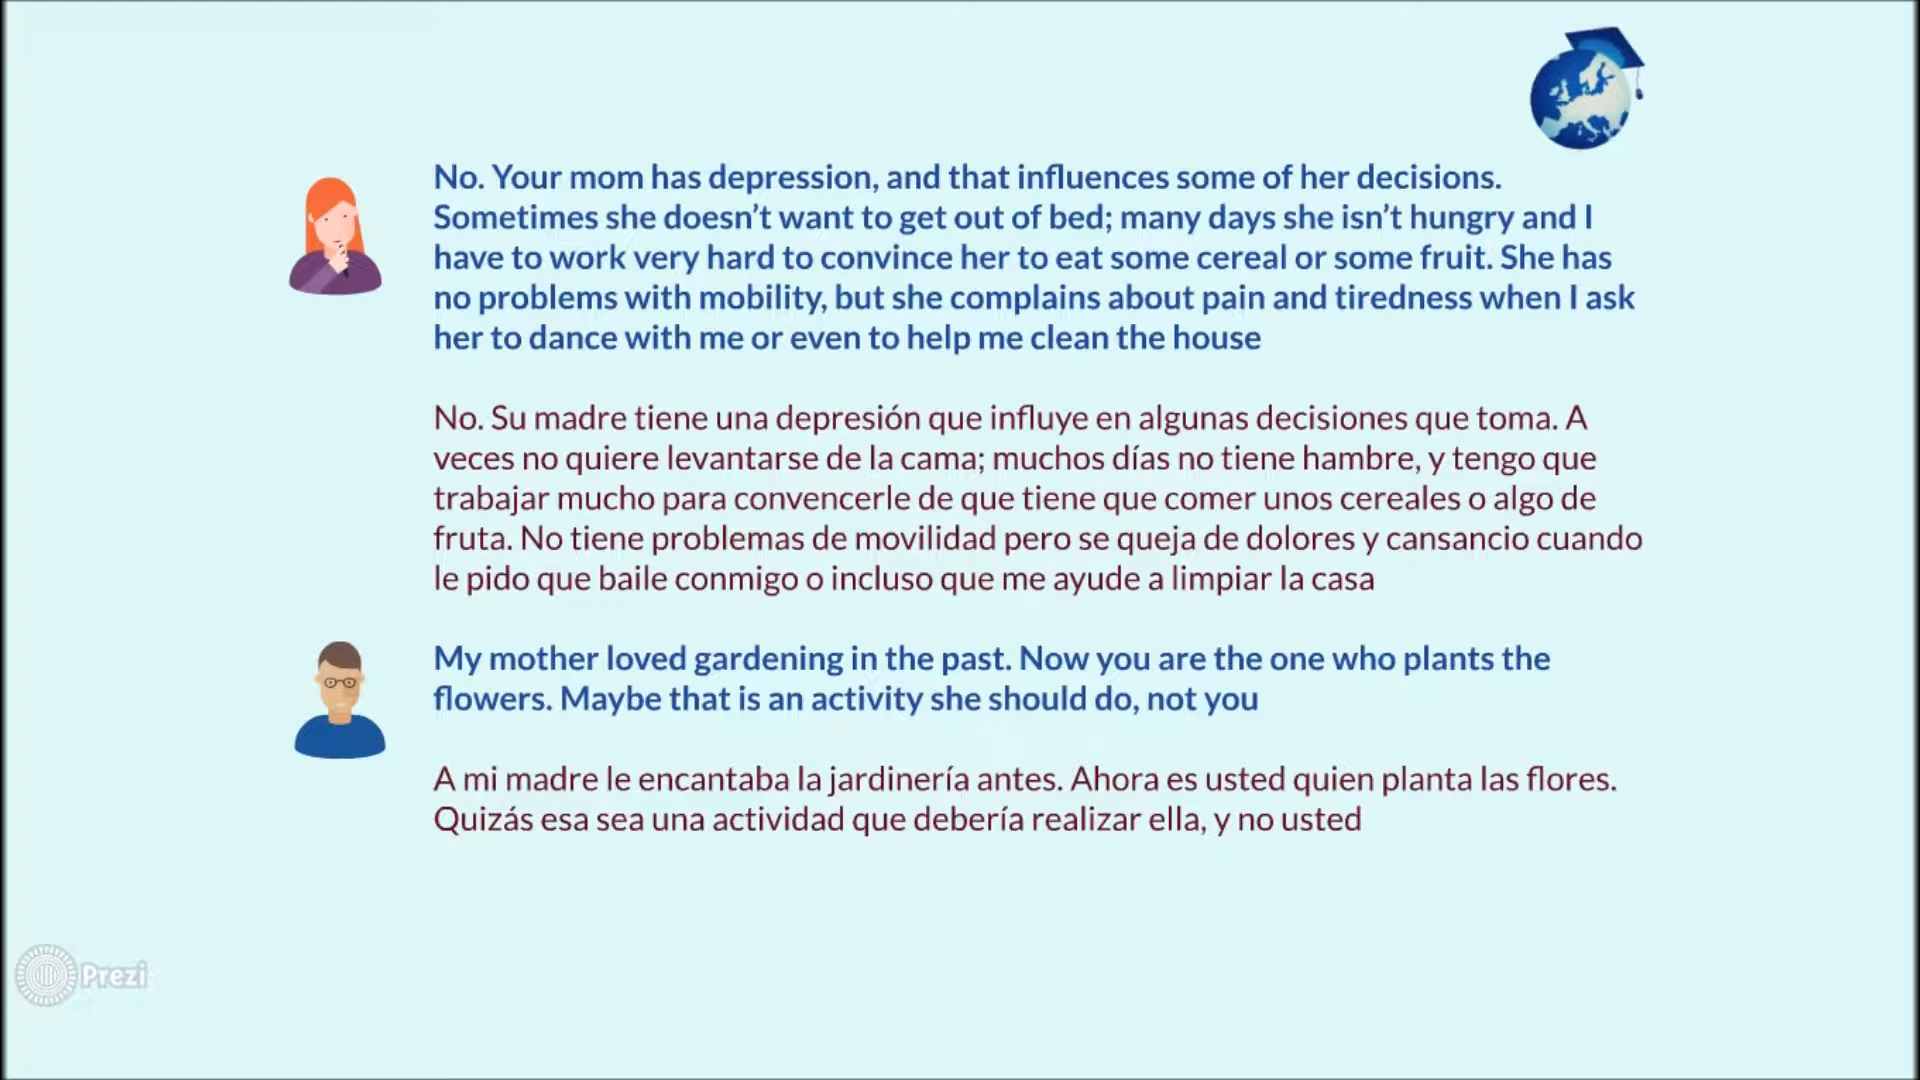 No. Your mom has depression, and that influences some of her decisions.
Sometimes she doesn't want to get out of bed; many days she isn't hungry and I
have to work very hard to convince her to eat some cereal or some fruit. She has
no problems with mobility, but she complains about pain and tiredness when I ask
her to dance with me or even to help me clean the house
No. Su madre tiene una depresión que influye en algunas decisiones que toma. A
veces no quiere levantarse de la cama; muchos días no tiene hambre, y tengo que
trabajar mucho para convencerle de que tiene que comer unos cereales o algo de
fruta. No tiene problemas de movilidad pero se queja de dolores y cansancio cuando
le pido que baile conmigo o incluso que me ayude a limpiar la casa
My mother loved gardening in the past. Now you are the one who plants the
flowers. Maybe that is an activity she should do, not you
A mi madre le encantaba la jardinería antes. Ahora es usted quien planta las flores.
Quizás esa sea una actividad que debería realizar ella, y no usted
Prezi